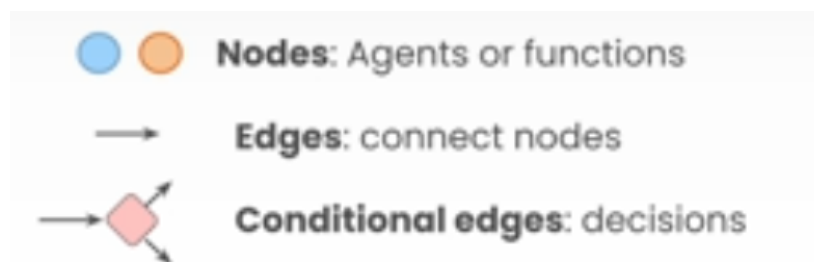 Nodes: Agents or functions
Edges: connect nodes
Conditional edges: decisions